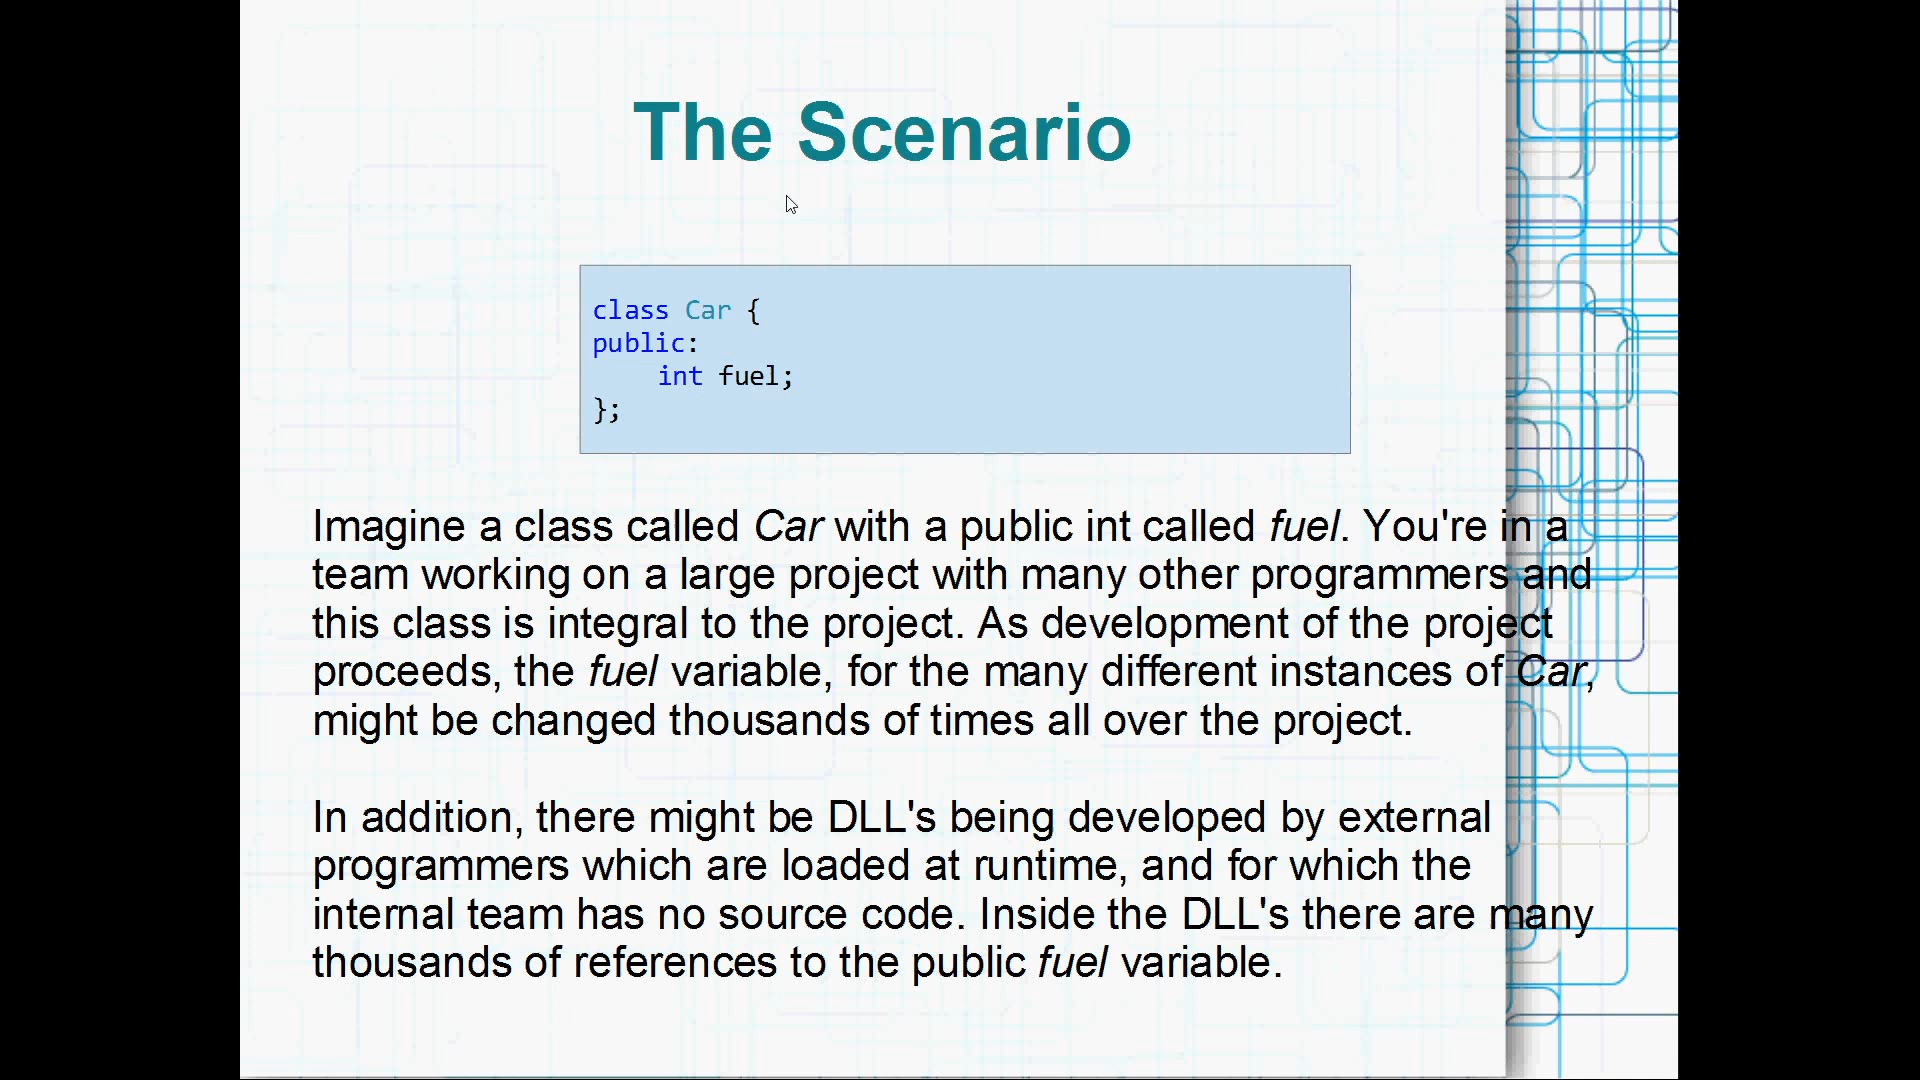 The Scenario
class Car {
public:
int fuel;
};
Imagine a class called Car with a public int called fuel. You're in a
team working on a large project with many other programmers and
this class is integral to the project. As development of the project
proceeds, the fuel variable, for the many different instances of Car,
might be changed thousands of times all over the project.
In addition, there might be DLL's being developed by external
programmers which are loaded at runtime, and for which the
internal team has no source code. Inside the DLL's there are many
thousands of references to the public fuel variable.